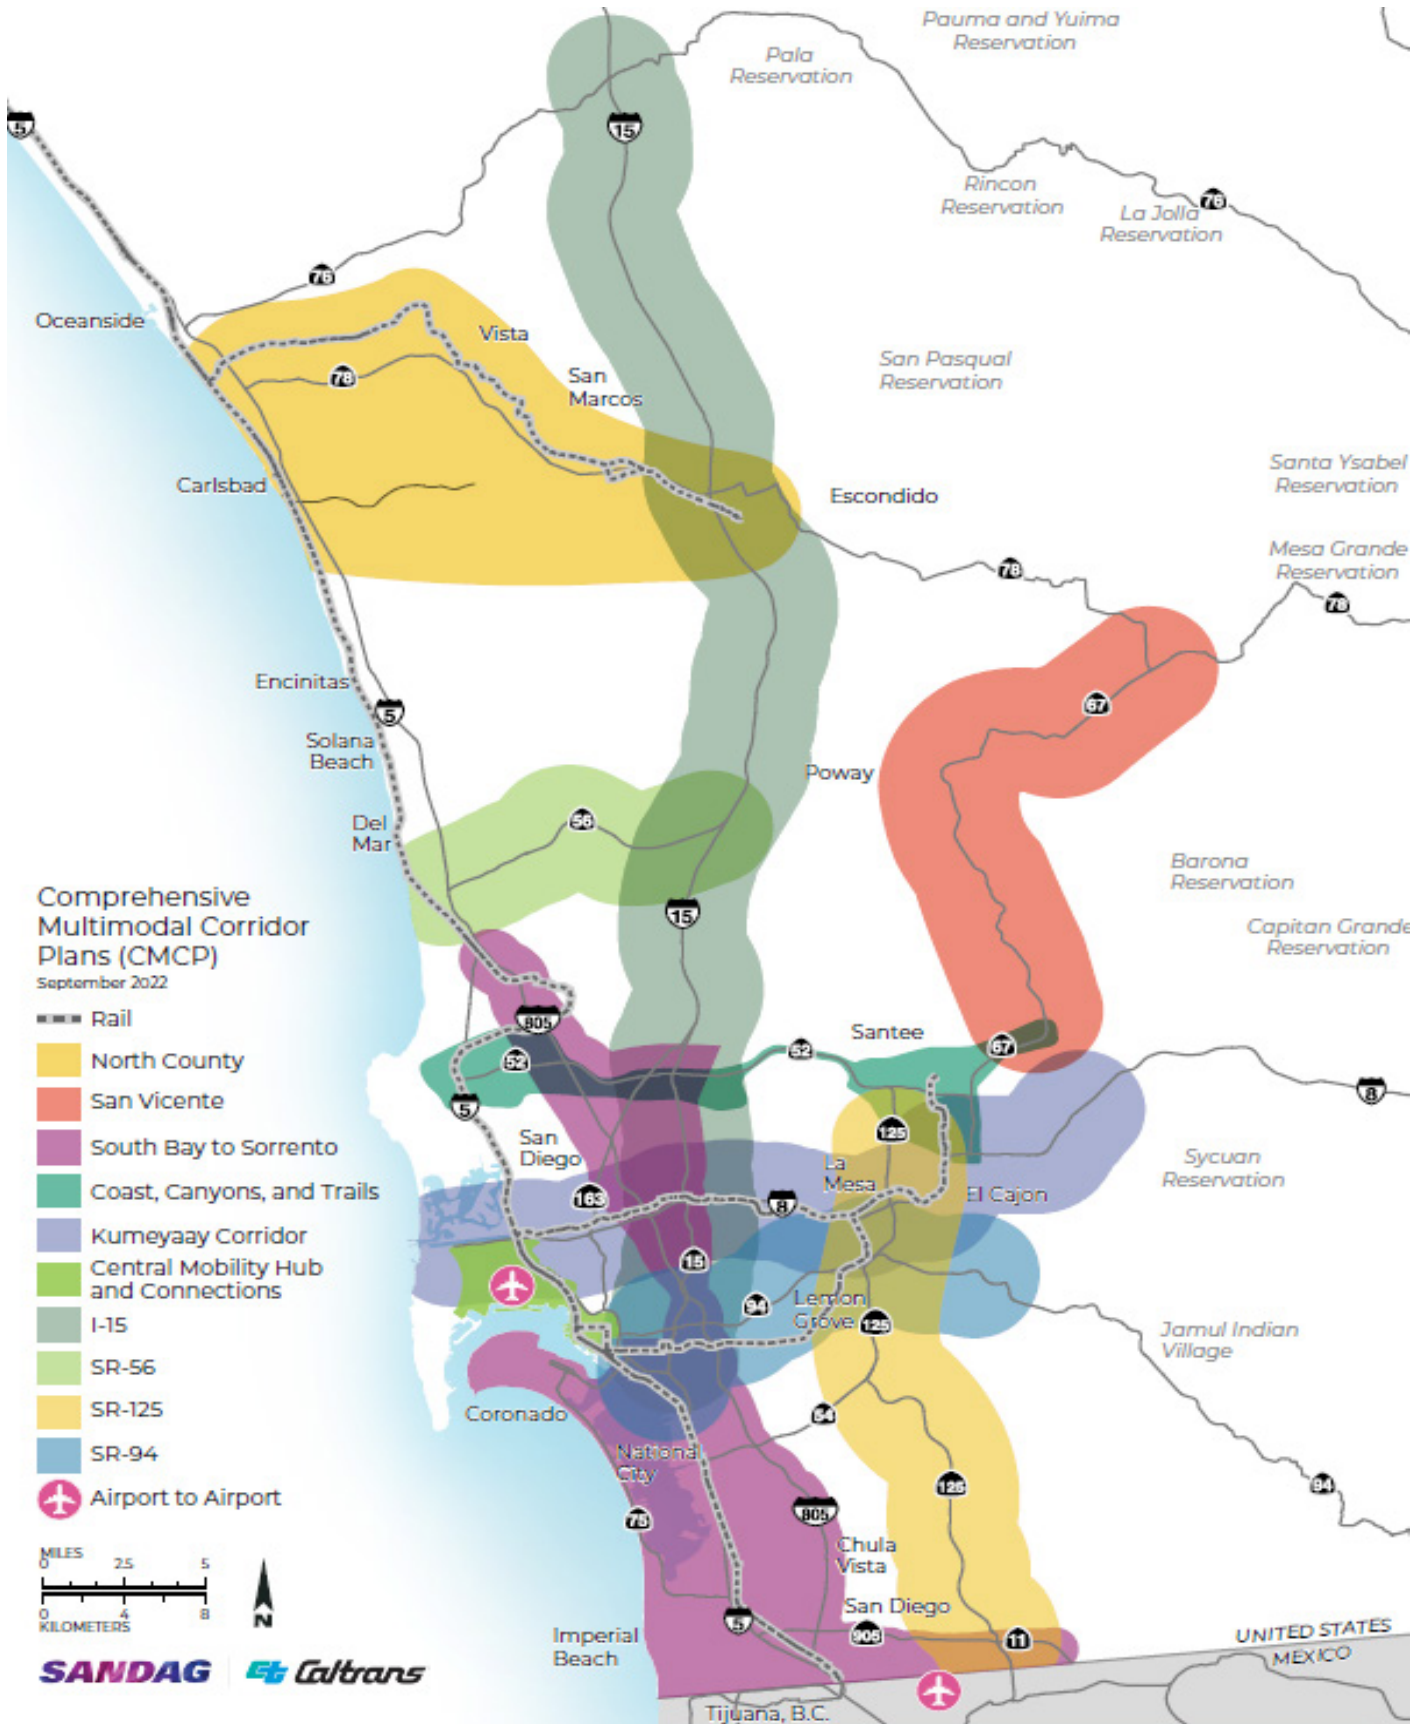 Pauma and Yuima
Reservation
Pala
Reservation
5
15
Rincon
Reservation
76
La Jolla
Reservation
76
Oceanside
Vista
78
San
Marcos
San Pasqual
Reservation
Carlsbad
Escondido
Santa Ysabel
Reservation
78
Mesa Grande
Reservation
78
Encinitas
5
67
Solana
Beach
Poway
Del
Mar
56
Barona
Reservation
15
Capitan Grande
Reservation
805
Santee
52
52
67
5
8
San
Diego
125
La
Mesa
El Cajon
Sycuan
Reservation
163
8
15
94
Lemon
Grove
125
Jamul Indian
Village
Coronado
54
National
City
125
94
75
805
Chula
Vista
San Diego
5
905
11
Imperial
Beach
UNITED STATES
MEXICO
Tijuana, B.C.
Comprehensive
Multimodal Corridor
Plans (CMCP)
September 2022
Rail
North County
San Vicente
South Bay to Sorrento
Coast, Canyons, and Trails
Kumeyaay Corridor
Central Mobility Hub
and Connections
I-15
SR-56
SR-125
SR-94
Airport to Airport
MILES
0 2.5 5
0 4 8
KILOMETERS
N
SANDAG
Caltrans